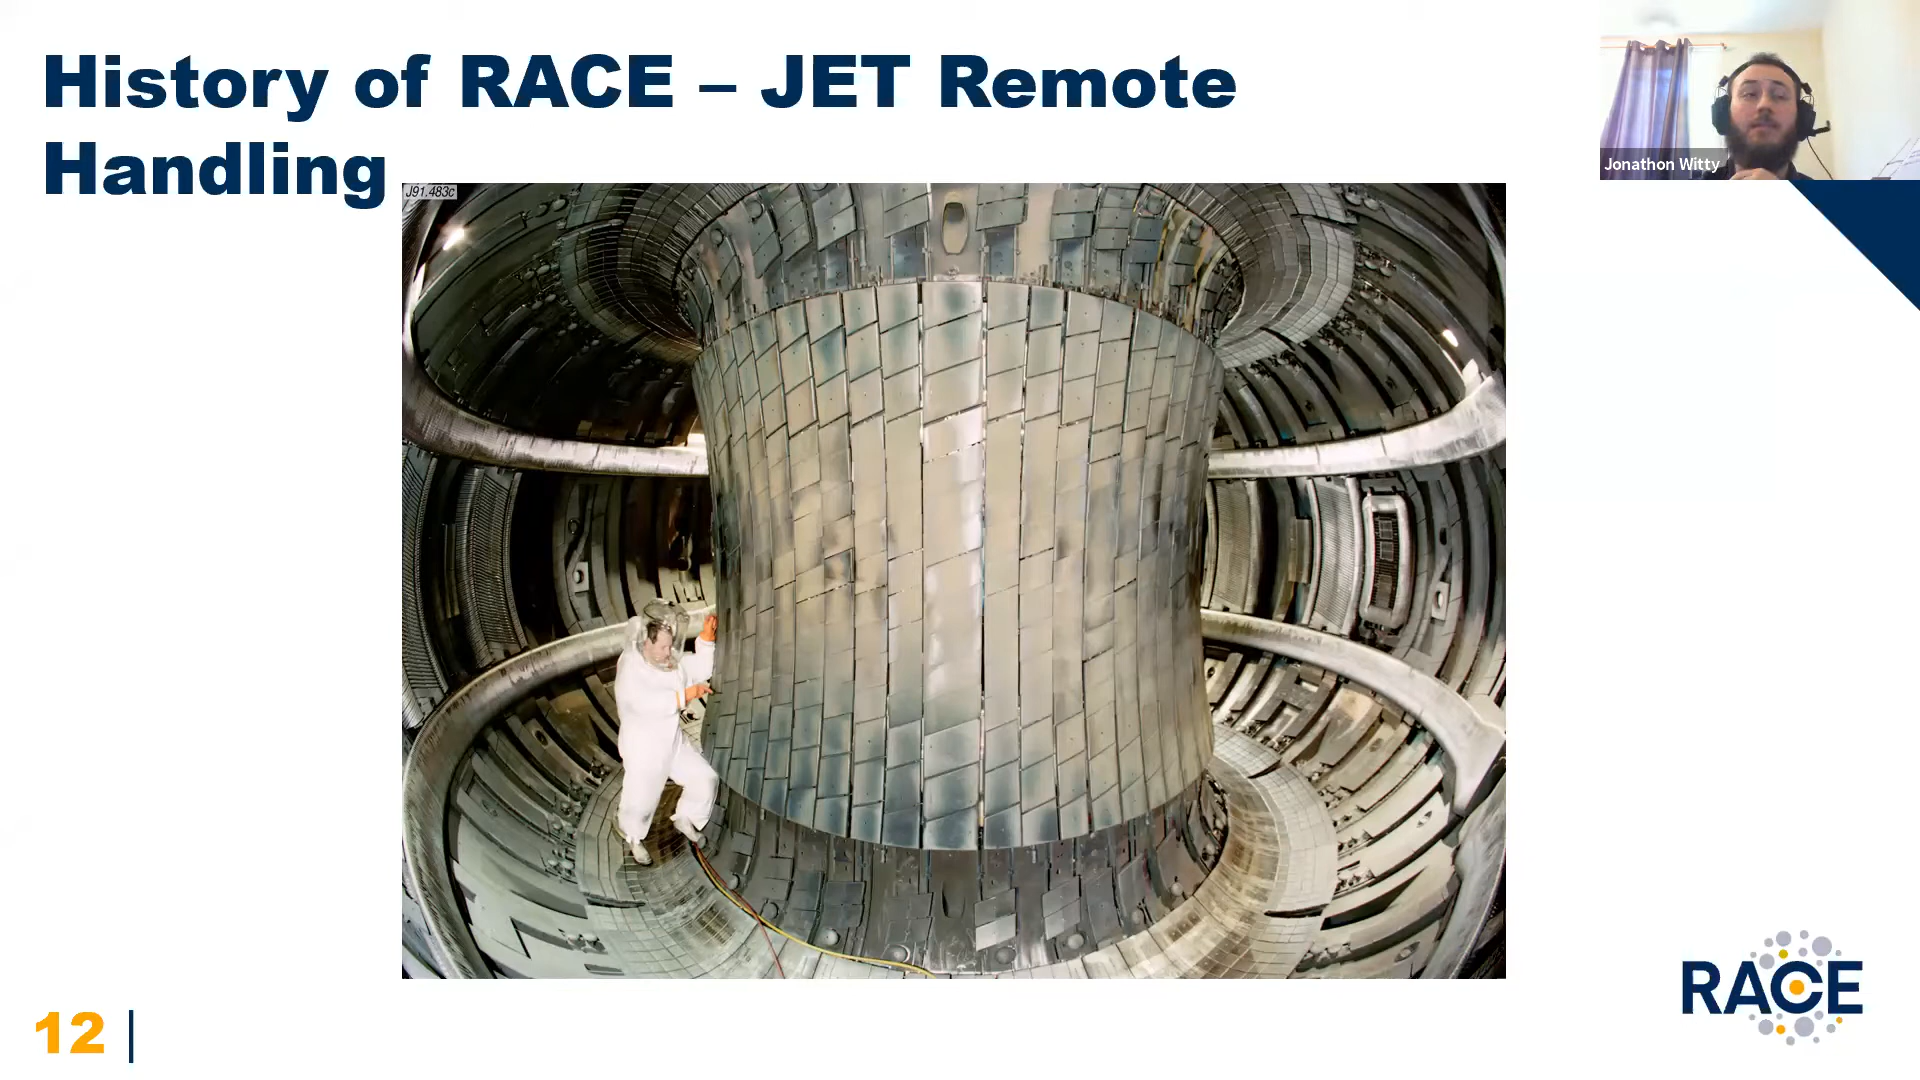 History of RACE – JET Remote
Handling
Jonathon Witty
J91.483c
RACE
12